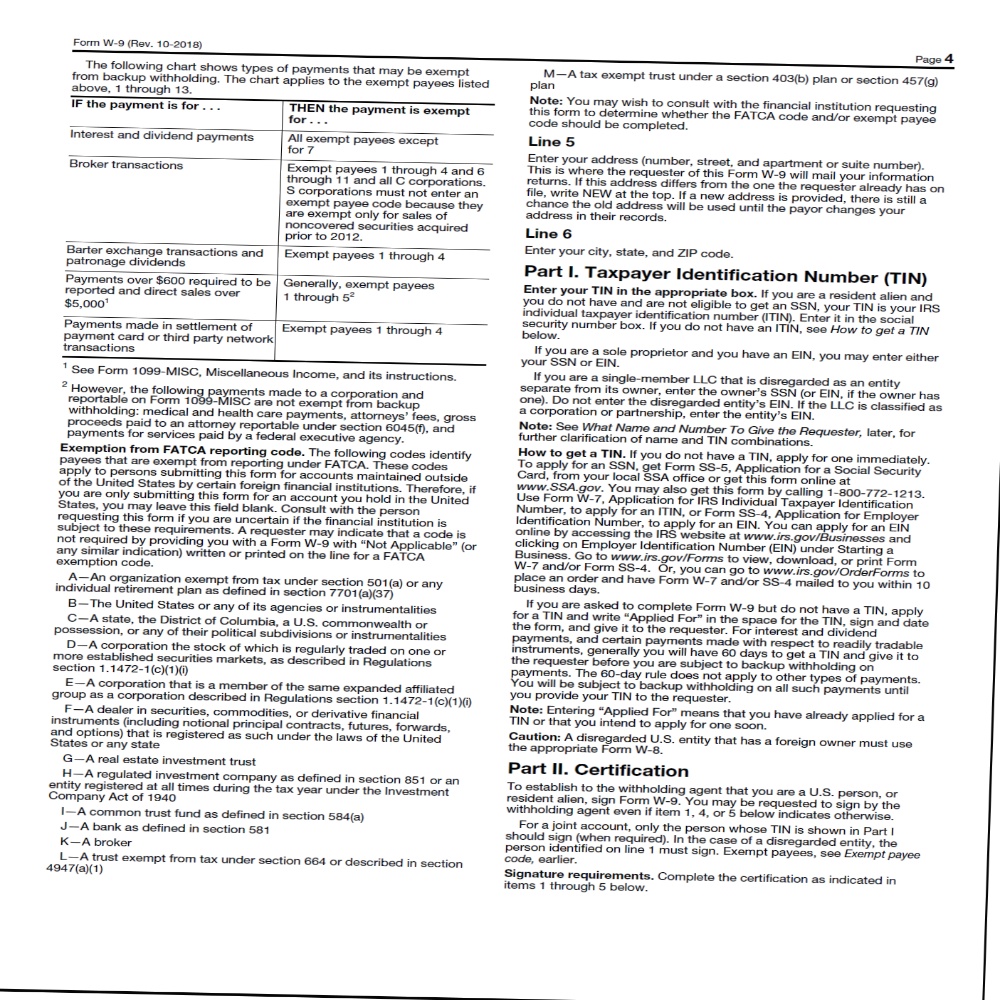 Form W-9 (Rev. 10-2018)
Page 4
The following chart shows types of payments that may be exempt
from backup withholding. The chart applies to the exempt payees listed
above, 1 through 13.
IF the payment is for . . .
THEN the payment is exempt
for . . .
Interest and dividend payments
All exempt payees except
for 7
Broker transactions
Exempt payees 1 through 4 and 6
through 11 and all C corporations.
S corporations must not enter an
exempt payee code because they
are exempt only for sales of
noncovered securities acquired
prior to 2012.
Barter exchange transactions and
patronage dividends
Exempt payees 1 through 4
Payments over $600 required to be
reported and direct sales over
$5,000¹
Generally, exempt payees
1 through 5²
Payments made in settlement of
payment card or third party network
transactions
Exempt payees 1 through 4
¹ See Form 1099-MISC, Miscellaneous Income, and its instructions.
² However, the following payments made to a corporation and
reportable on Form 1099-MISC are not exempt from backup
withholding: medical and health care payments, attorneys' fees, gross
proceeds paid to an attorney reportable under section 6045(f), and
payments for services paid by a federal executive agency.
Exemption from FATCA reporting code. The following codes identify
payees that are exempt from reporting under FATCA. These codes
apply to persons submitting this form for accounts maintained outside
of the United States by certain foreign financial institutions. Therefore, if
you are only submitting this form for an account you hold in the United
States, you may leave this field blank. Consult with the person
requesting this form if you are uncertain if the financial institution is
subject to these requirements. A requester may indicate that a code is
not required by providing you with a Form W-9 with “Not Applicable” (or
any similar indication) written or printed on the line for a FATCA
exemption code.
A—An organization exempt from tax under section 501(a) or any
individual retirement plan as defined in section 7701(a)(37)
B—The United States or any of its agencies or instrumentalities
C—A state, the District of Columbia, a U.S. commonwealth or
possession, or any of their political subdivisions or instrumentalities
D—A corporation the stock of which is regularly traded on one or
more established securities markets, as described in Regulations
section 1.1472-1(c)(1)(i)
E—A corporation that is a member of the same expanded affiliated
group as a corporation described in Regulations section 1.1472-1(c)(1)(i)
F—A dealer in securities, commodities, or derivative financial
instruments (including notional principal contracts, futures, forwards,
and options) that is registered as such under the laws of the United
States or any state
G—A real estate investment trust
H—A regulated investment company as defined in section 851 or an
entity registered at all times during the tax year under the Investment
Company Act of 1940
I—A common trust fund as defined in section 584(a)
J—A bank as defined in section 581
K—A broker
L—A trust exempt from tax under section 664 or described in section
4947(a)(1)
M—A tax exempt trust under a section 403(b) plan or section 457(g)
plan
Note: You may wish to consult with the financial institution requesting
this form to determine whether the FATCA code and/or exempt payee
code should be completed.
Line 5
Enter your address (number, street, and apartment or suite number).
This is where the requester of this Form W-9 will mail your information
returns. If this address differs from the one the requester already has on
file, write NEW at the top. If a new address is provided, there is still a
chance the old address will be used until the payor changes your
address in their records.
Line 6
Enter your city, state, and ZIP code.
Part I. Taxpayer Identification Number (TIN)
Enter your TIN in the appropriate box. If you are a resident alien and
you do not have and are not eligible to get an SSN, your TIN is your IRS
individual taxpayer identification number (ITIN). Enter it in the social
security number box. If you do not have an ITIN, see How to get a TIN
below.
If you are a sole proprietor and you have an EIN, you may enter either
your SSN or EIN.
If you are a single-member LLC that is disregarded as an entity
separate from its owner, enter the owner's SSN (or EIN, if the owner has
one). Do not enter the disregarded entity's EIN. If the LLC is classified as
a corporation or partnership, enter the entity's EIN.
Note: See What Name and Number To Give the Requester, later, for
further clarification of name and TIN combinations.
How to get a TIN. If you do not have a TIN, apply for one immediately.
To apply for an SSN, get Form SS-5, Application for a Social Security
Card, from your local SSA office or get this form online at
www.SSA.gov. You may also get this form by calling 1-800-772-1213.
Use Form W-7, Application for IRS Individual Taxpayer Identification
Number, to apply for an ITIN, or Form SS-4, Application for Employer
Identification Number, to apply for an EIN. You can apply for an EIN
online by accessing the IRS website at www.irs.gov/Businesses and
clicking on Employer Identification Number (EIN) under Starting a
Business. Go to www.irs.gov/Forms to view, download, or print Form
W-7 and/or Form SS-4. Or, you can go to www.irs.gov/OrderForms to
place an order and have Form W-7 and/or SS-4 mailed to you within 10
business days.
If you are asked to complete Form W-9 but do not have a TIN, apply
for a TIN and write “Applied For” in the space for the TIN, sign and date
the form, and give it to the requester. For interest and dividend
payments, and certain payments made with respect to readily tradable
instruments, generally you will have 60 days to get a TIN and give it to
the requester before you are subject to backup withholding on
payments. The 60-day rule does not apply to other types of payments.
You will be subject to backup withholding on all such payments until
you provide your TIN to the requester.
Note: Entering “Applied For” means that you have already applied for a
TIN or that you intend to apply for one soon.
Caution: A disregarded U.S. entity that has a foreign owner must use
the appropriate Form W-8.
Part II. Certification
To establish to the withholding agent that you are a U.S. person, or
resident alien, sign Form W-9. You may be requested to sign by the
withholding agent even if item 1, 4, or 5 below indicates otherwise.
For a joint account, only the person whose TIN is shown in Part I
should sign (when required). In the case of a disregarded entity, the
person identified on line 1 must sign. Exempt payees, see Exempt payee
code, earlier.
Signature requirements. Complete the certification as indicated in
items 1 through 5 below.